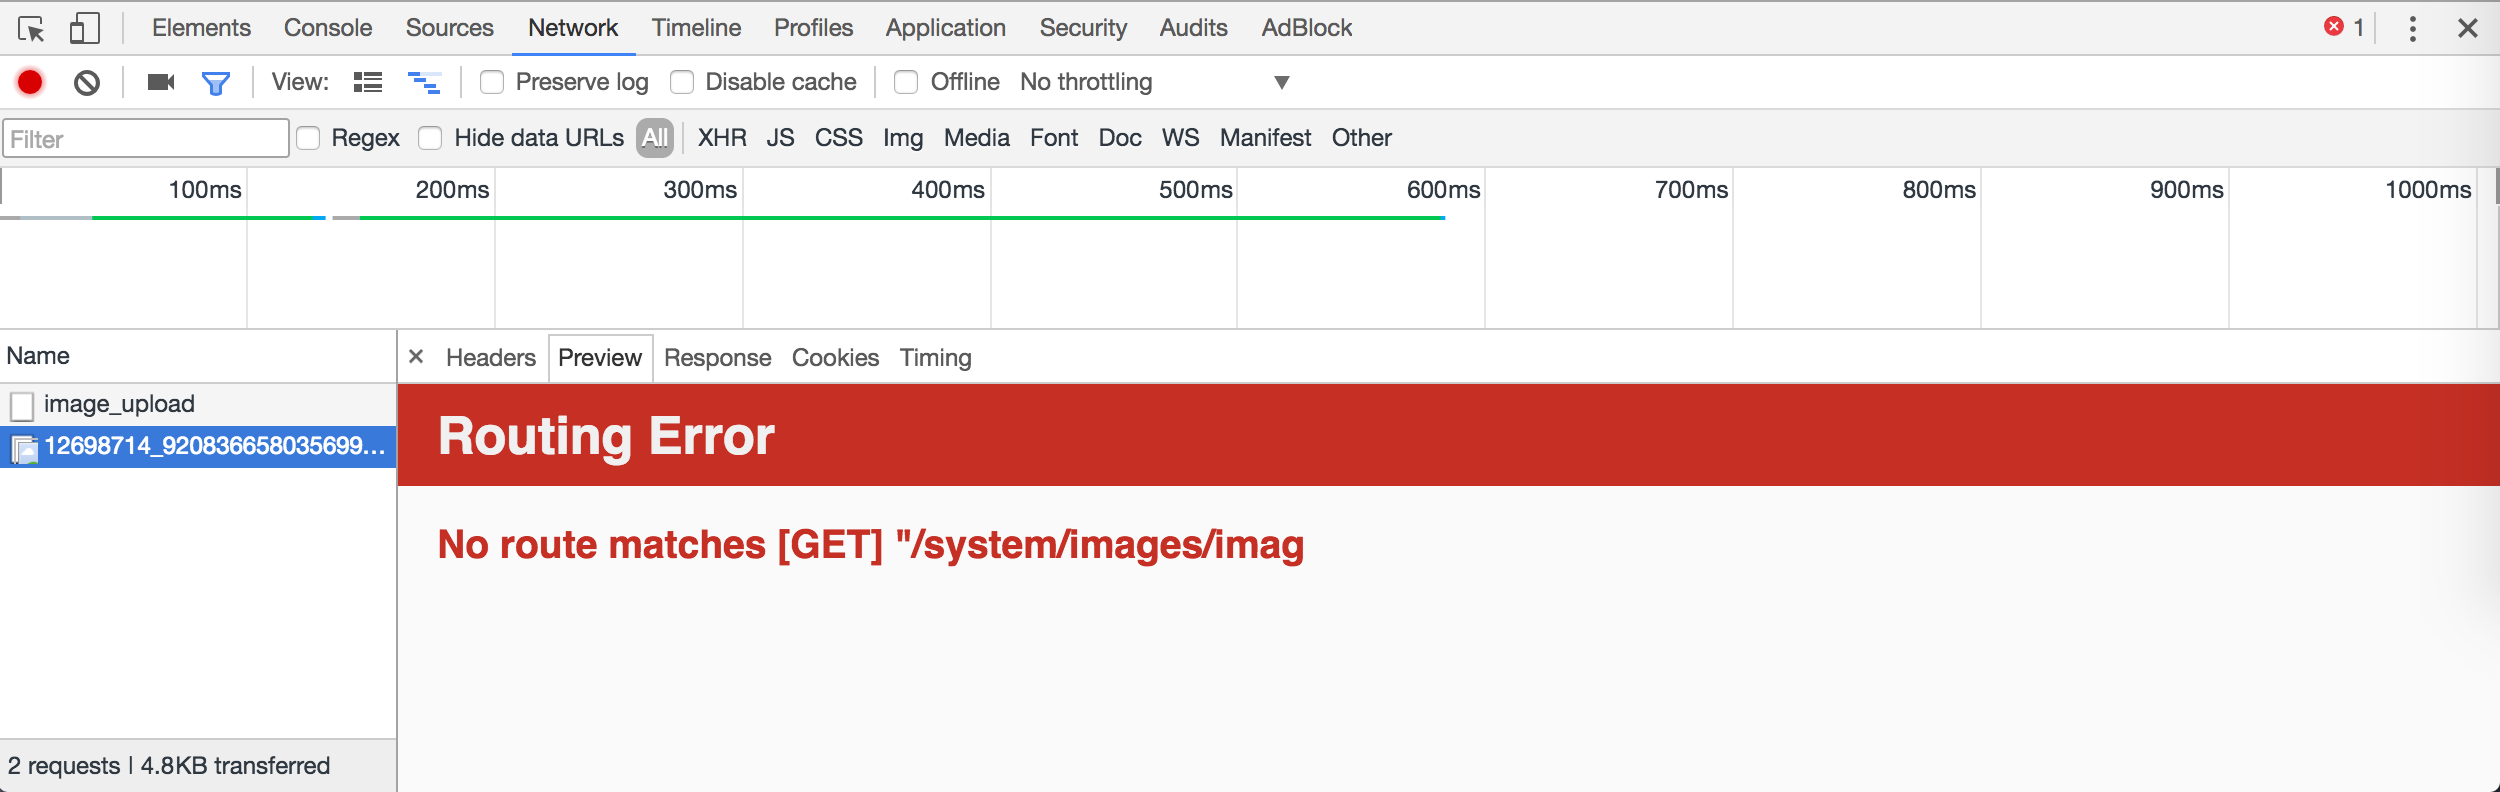 Elements Console Sources Network Timeline Profiles Application Security Audits AdBlock 1
View: Preserve log Disable cache Offline No throttling
Filter Regex Hide data URLs All XHR JS CSS Img Media Font Doc WS Manifest Other
100ms 200ms 300ms 400ms 500ms 600ms 700ms 800ms 900ms 1000ms
Name
Headers Preview Response Cookies Timing
image_upload
12698714_920836658035699...
Routing Error
No route matches [GET] "/system/images/imag
2 requests | 4.8KB transferred